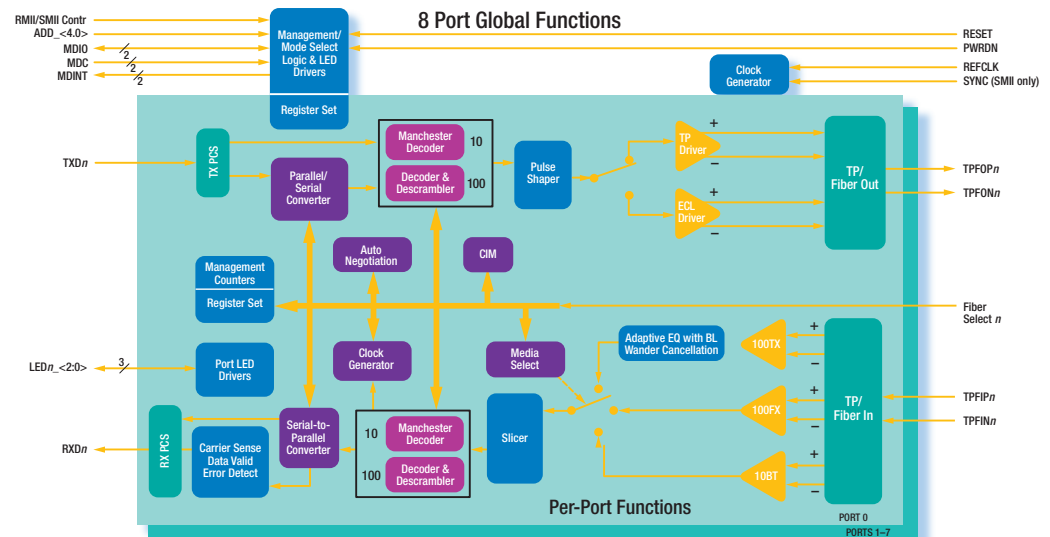 8 Port Global Functions
RMII/SMII Contr
ADD_<4.0>
MDIO
MDC
MDINT
2
2
2
Management/
Mode Select
Logic & LED
Drivers
Register Set
RESET
PWRDN
REFCLK
SYNC (SMII only)
Clock
Generator
TXDn
TX PCS
Parallel/
Serial
Converter
Manchester
Decoder
10
Decoder &
Descrambler
100
Pulse
Shaper
TP
Driver
+
–
ECL
Driver
+
–
TP/
Fiber Out
TPFOPn
TPFONn
Management
Counters
Register Set
Auto
Negotiation
CIM
Fiber
Select n
LEDn_<2:0>
3
Port LED
Drivers
Clock
Generator
Media
Select
Adaptive EQ with BL
Wander Cancellation
100TX
+
–
100FX
+
–
10BT
+
–
TP/
Fiber In
TPFIPn
TPFINn
RXDn
RX PCS
Carrier Sense
Data Valid
Error Detect
Serial-to-
Parallel
Converter
10
Manchester
Decoder
100
Decoder &
Descrambler
Slicer
Per-Port Functions
PORT 0
PORTS 1–7